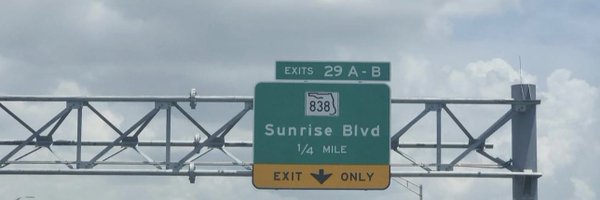 EXITS 29 A - B
838
Sunrise Blvd
1/4 MILE
EXIT ONLY